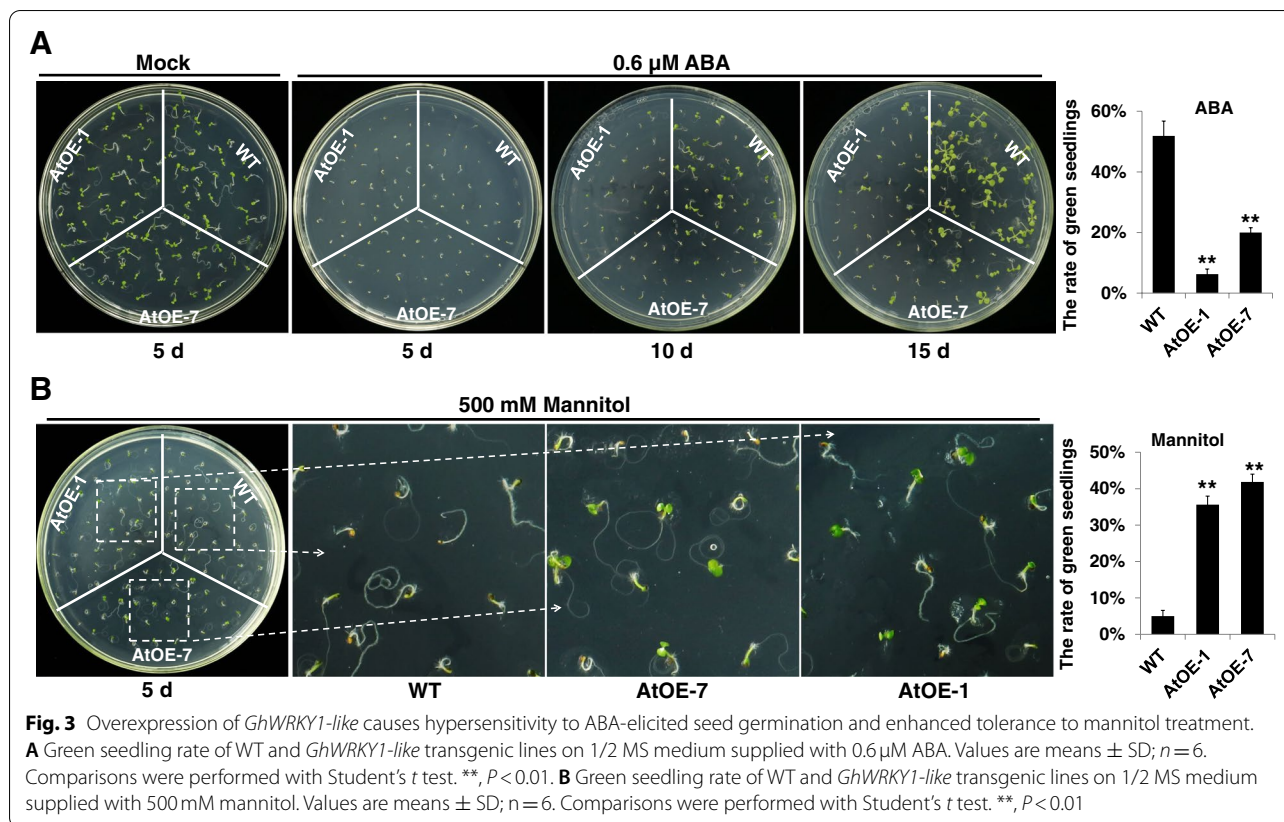 A
Mock
0.6 µM ABA
AtOE-1
WT
AtOE-7
AtOE-1
WT
AtOE-7
AtOE-1
WT
AtOE-7
AtOE-1
WT
AtOE-7
5 d
5 d
10 d
15 d
The rate of green seedlings
60%
40%
20%
0%
ABA
**
**
WT
AtOE-1
AtOE-7
B
500 mM Mannitol
AtOE-1
WT
AtOE-7
5 d
WT
AtOE-7
AtOE-1
The rate of green seedlings
50%
40%
30%
20%
10%
0%
Mannitol
**
**
WT
AtOE-1
AtOE-7
Fig. 3 Overexpression of GhWRKY1-like causes hypersensitivity to ABA-elicited seed germination and enhanced tolerance to mannitol treatment.
A Green seedling rate of WT and GhWRKY1-like transgenic lines on 1/2 MS medium supplied with 0.6 µM ABA. Values are means ± SD; n = 6.
Comparisons were performed with Student's t test. **, P < 0.01. B Green seedling rate of WT and GhWRKY1-like transgenic lines on 1/2 MS medium
supplied with 500 mM mannitol. Values are means ± SD; n = 6. Comparisons were performed with Student's t test. **, P < 0.01